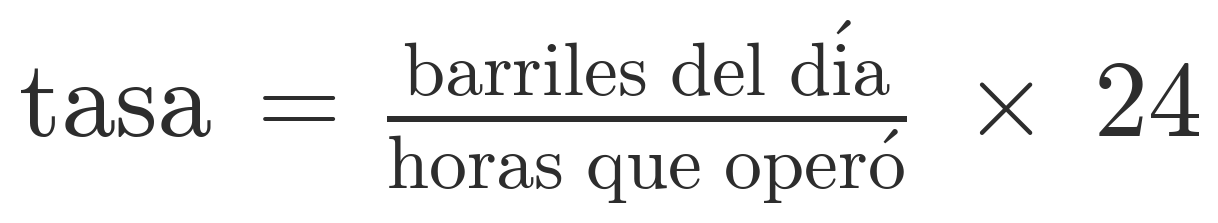 tasa = barriles del día / horas que operó × 24